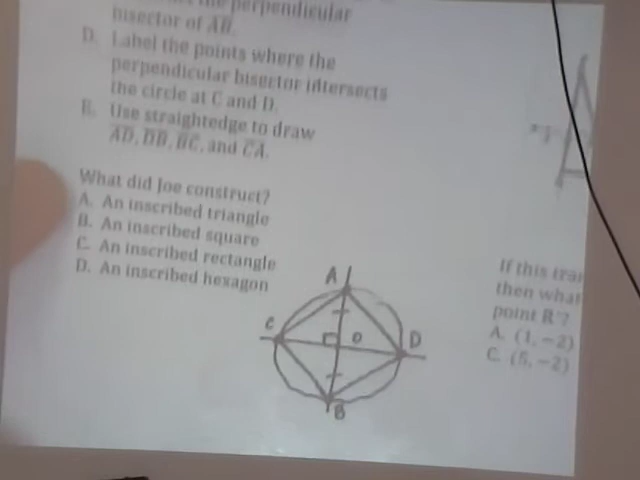 the perpendicular
bisector of AB.
D. Label the points where the
perpendicular bisector intersects
the circle at C and D.
E. Use straightedge to draw
AD, DB, BC, and CA.
What did Joe construct?
A. An inscribed triangle
B. An inscribed square
C. An inscribed rectangle
D. An inscribed hexagon
A
C
O
D
B
If this
then
point R'?
A. (1, −2)
C. (5, −2)